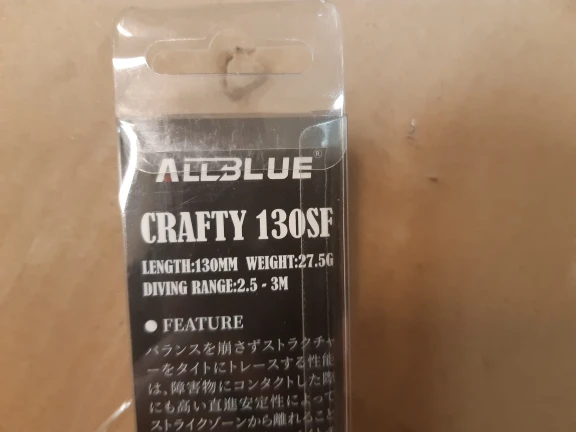 ALLBLUE®
CRAFTY 130SF
LENGTH:130MM WEIGHT:27.5G
DIVING RANGE:2.5 - 3M
● FEATURE
バランスを崩さずストラクチャ
ーをタイトにトレースする性能
は、障害物にコンタクトした際
にも高い直進安定性によって
ストライクゾーンから離れること